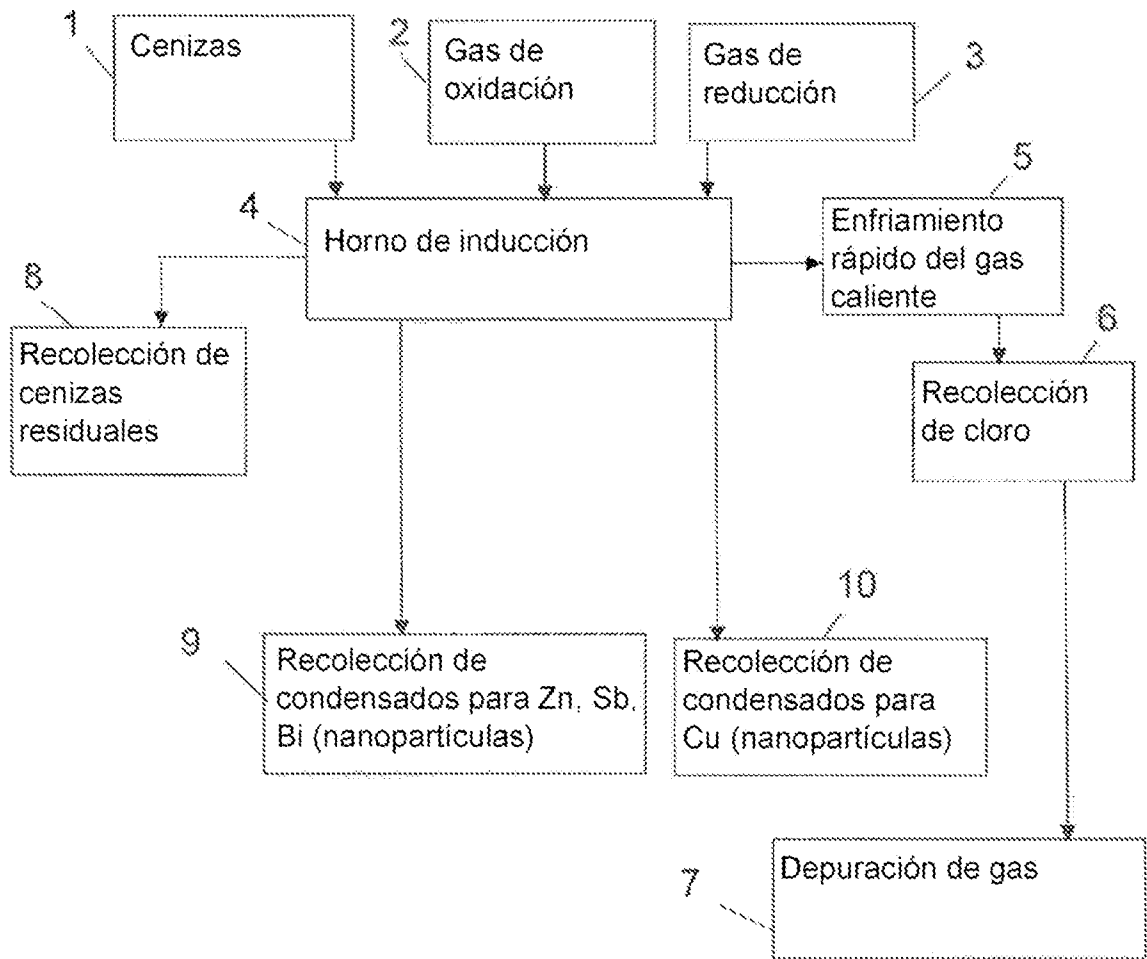 1
Cenizas
2
Gas de
oxidación
Gas de
reducción
3
4
Horno de inducción
5
Enfriamiento
rápido del gas
caliente
8
Recolección de
cenizas
residuales
6
Recolección
de cloro
9
Recolección de
condensados para Zn, Sb,
Bi (nanopartículas)
10
Recolección de
condensados para
Cu (nanopartículas)
7
Depuración de gas